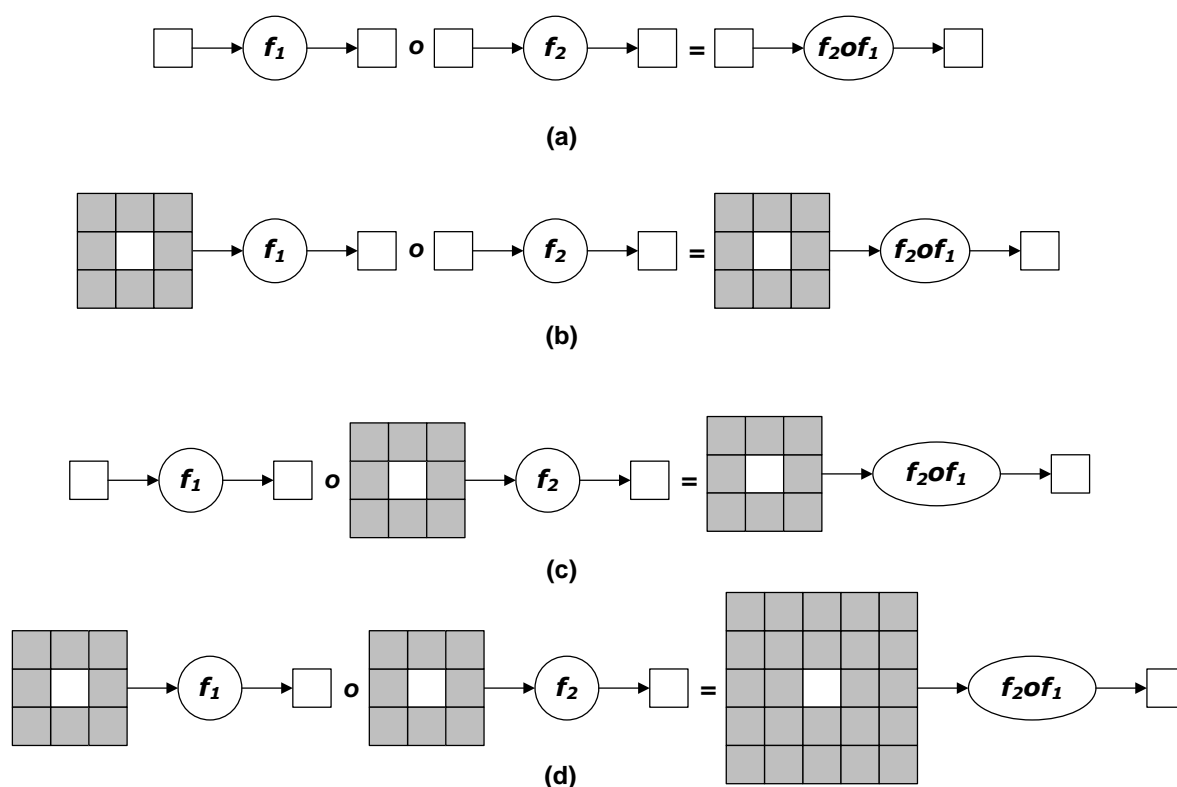 f₁ o f₂ = f₂of₁
(a)
f₁ o f₂ = f₂of₁
(b)
f₁ o f₂ = f₂of₁
(c)
f₁ o f₂ = f₂of₁
(d)